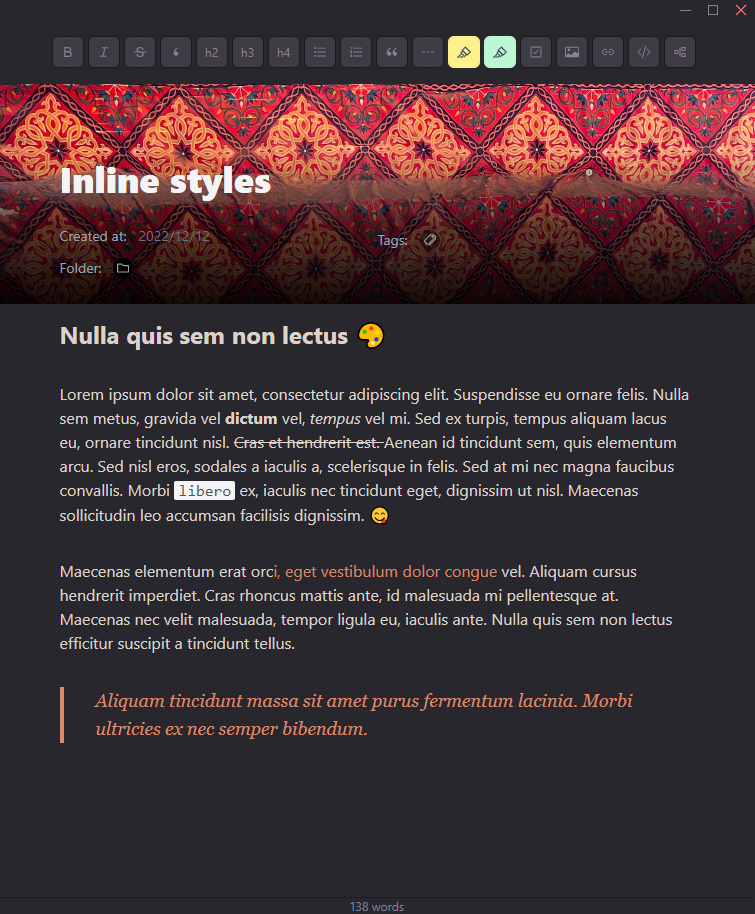 B I S h2 h3 h4
Inline styles
Created at: 2022/12/12
Tags:
Folder:
Nulla quis sem non lectus 🎨
Lorem ipsum dolor sit amet, consectetur adipiscing elit. Suspendisse eu ornare felis. Nulla
sem metus, gravida vel dictum vel, tempus vel mi. Sed ex turpis, tempus aliquam lacus
eu, ornare tincidunt nisl. Cras et hendrerit est. Aenean id tincidunt sem, quis elementum
arcu. Sed nisl eros, sodales a iaculis a, scelerisque in felis. Sed at mi nec magna faucibus
convallis. Morbi libero ex, iaculis nec tincidunt eget, dignissim ut nisl. Maecenas
sollicitudin leo accumsan facilisis dignissim. 😋
Maecenas elementum erat orci, eget vestibulum dolor congue vel. Aliquam cursus
hendrerit imperdiet. Cras rhoncus mattis ante, id malesuada mi pellentesque at.
Maecenas nec velit malesuada, tempor ligula eu, iaculis ante. Nulla quis sem non lectus
efficitur suscipit a tincidunt tellus.
Aliquam tincidunt massa sit amet purus fermentum lacinia. Morbi
ultricies ex nec semper bibendum.
138 words